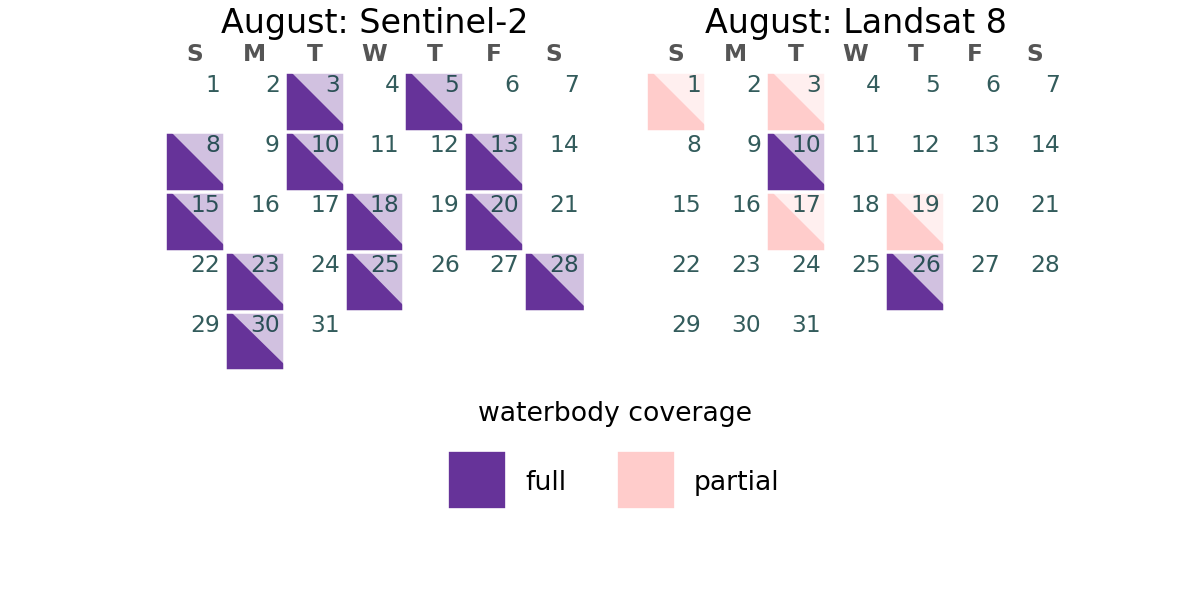 August: Sentinel-2
S M T W T F S
1 2 3 4 5 6 7
8 9 10 11 12 13 14
15 16 17 18 19 20 21
22 23 24 25 26 27 28
29 30 31
August: Landsat 8
S M T W T F S
1 2 3 4 5 6 7
8 9 10 11 12 13 14
15 16 17 18 19 20 21
22 23 24 25 26 27 28
29 30 31
waterbody coverage
full partial